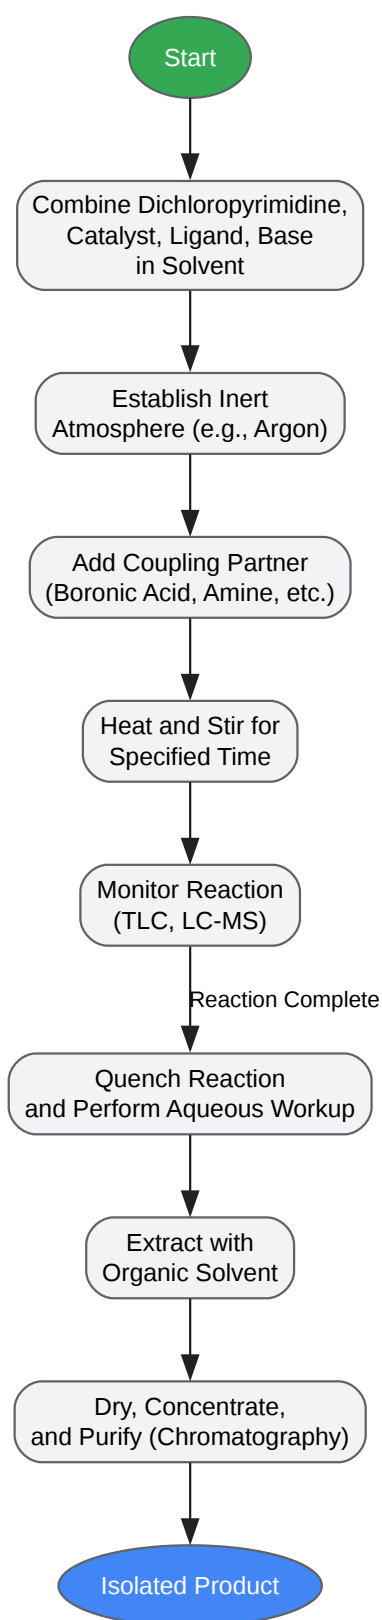 Start
Combine Dichloropyrimidine,
Catalyst, Ligand, Base
in Solvent
Establish Inert
Atmosphere (e.g., Argon)
Add Coupling Partner
(Boronic Acid, Amine, etc.)
Heat and Stir for
Specified Time
Monitor Reaction
(TLC, LC-MS)
Reaction Complete
Quench Reaction
and Perform Aqueous Workup
Extract with
Organic Solvent
Dry, Concentrate,
and Purify (Chromatography)
Isolated Product